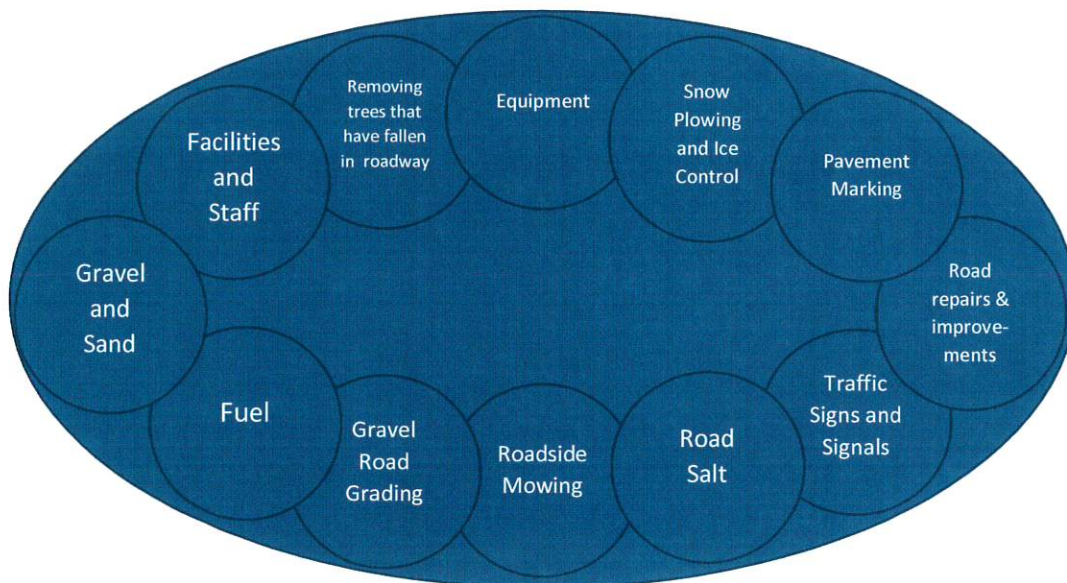 Removing
trees that
have fallen
in roadway
Equipment
Snow
Plowing
and Ice
Control
Pavement
Marking
Road
repairs &
improve-
ments
Traffic
Signs and
Signals
Road
Salt
Roadside
Mowing
Gravel
Road
Grading
Fuel
Gravel
and
Sand
Facilities
and
Staff